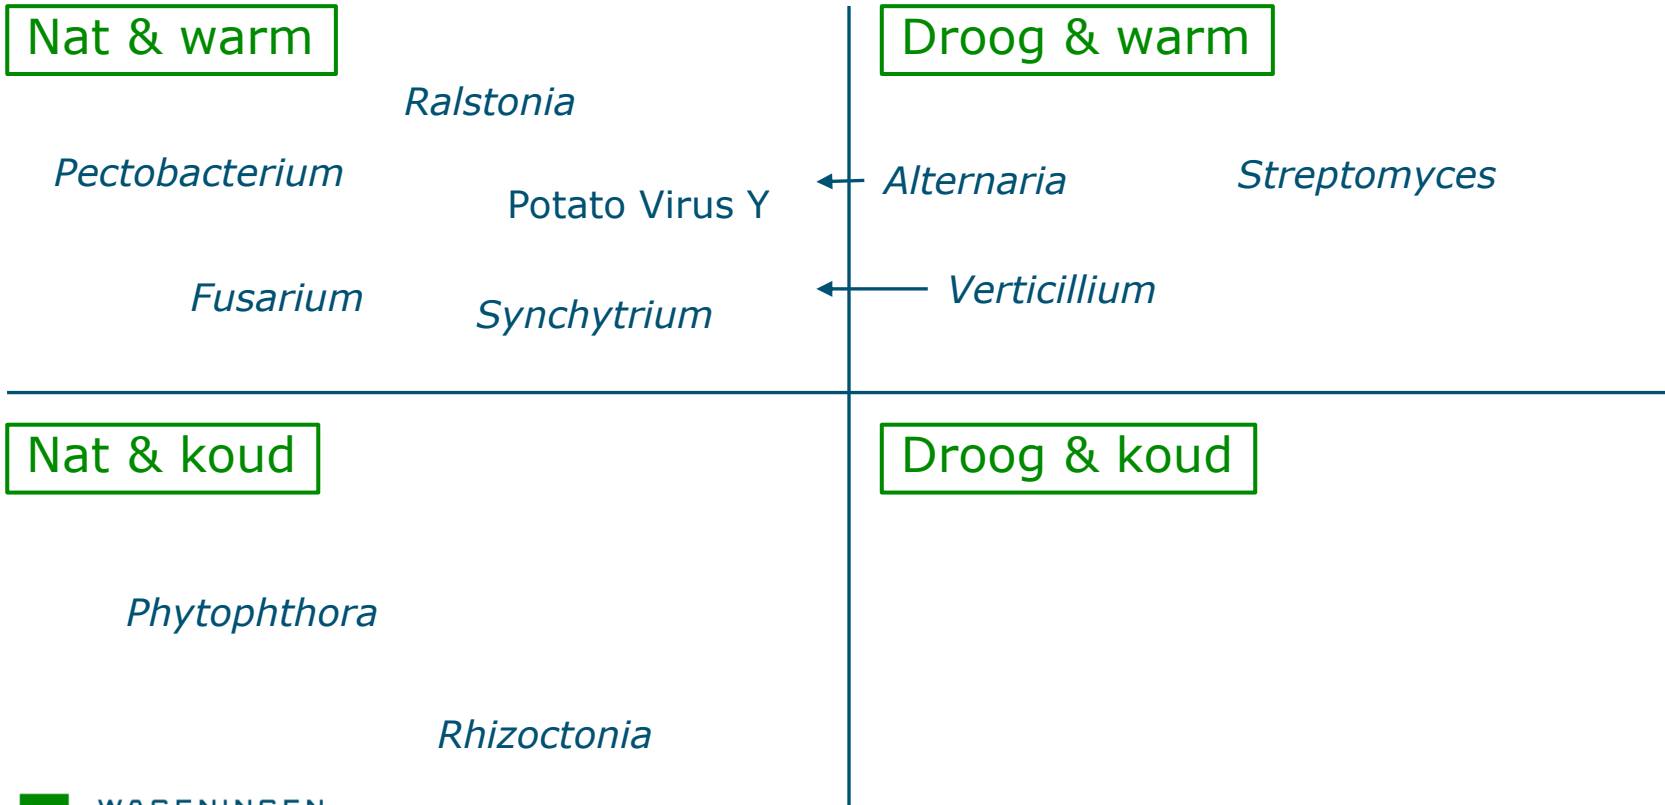 Nat & warm
Ralstonia
Pectobacterium
Potato Virus Y
Fusarium
Synchytrium
Droog & warm
Alternaria
Streptomyces
Verticillium
Nat & koud
Phytophthora
Rhizoctonia
Droog & koud
WAGENINGEN